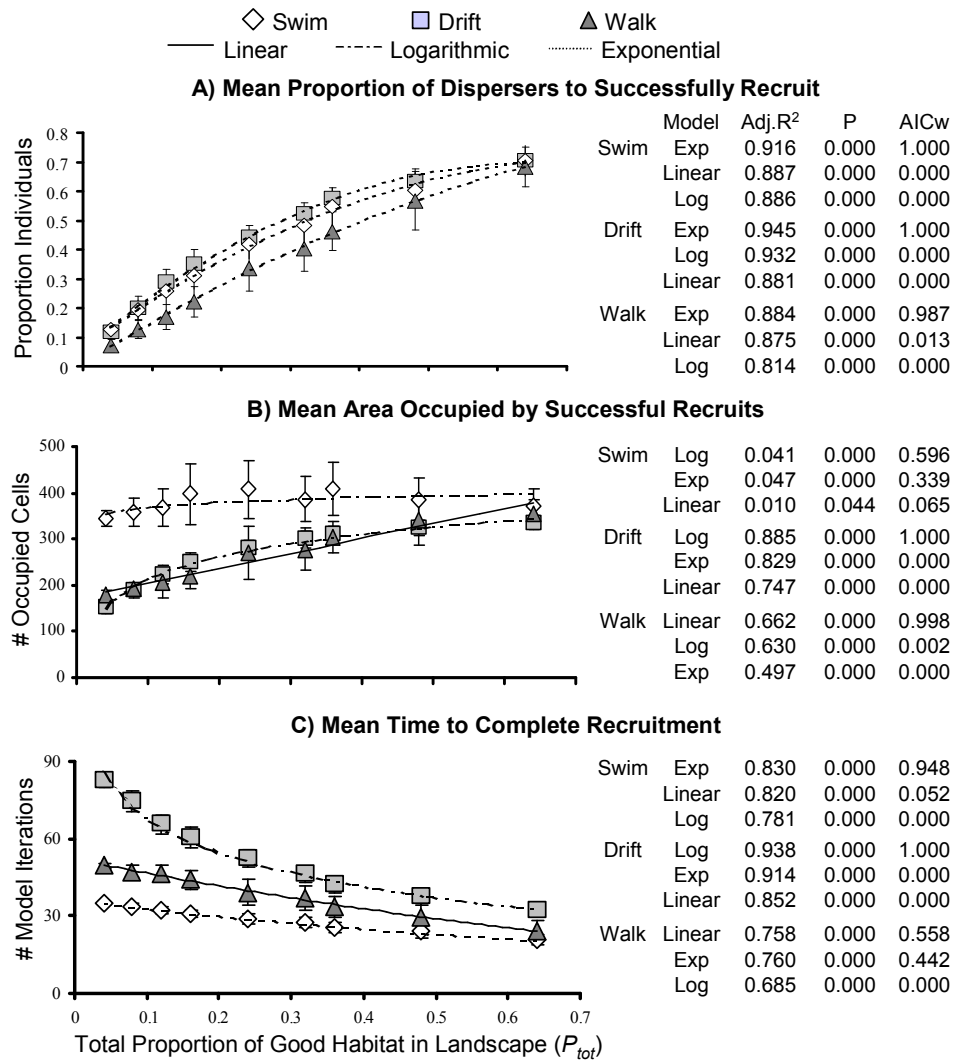 Swim Drift Walk
Linear Logarithmic Exponential
A) Mean Proportion of Dispersers to Successfully Recruit
Proportion Individuals
0.8
0.7
0.6
0.5
0.4
0.3
0.2
0.1
0
Model Adj.R² P AICw
Swim Exp 0.916 0.000 1.000
Linear 0.887 0.000 0.000
Log 0.886 0.000 0.000
Drift Exp 0.945 0.000 1.000
Log 0.932 0.000 0.000
Linear 0.881 0.000 0.000
Walk Exp 0.884 0.000 0.987
Linear 0.875 0.000 0.013
Log 0.814 0.000 0.000
B) Mean Area Occupied by Successful Recruits
# Occupied Cells
500
400
300
200
100
0
Swim Log 0.041 0.000 0.596
Exp 0.047 0.000 0.339
Linear 0.010 0.044 0.065
Drift Log 0.885 0.000 1.000
Exp 0.829 0.000 0.000
Linear 0.747 0.000 0.000
Walk Linear 0.662 0.000 0.998
Log 0.630 0.000 0.002
Exp 0.497 0.000 0.000
C) Mean Time to Complete Recruitment
# Model Iterations
90
60
30
0
0 0.1 0.2 0.3 0.4 0.5 0.6 0.7
Total Proportion of Good Habitat in Landscape (P_tot)
Swim Exp 0.830 0.000 0.948
Linear 0.820 0.000 0.052
Log 0.781 0.000 0.000
Drift Log 0.938 0.000 1.000
Exp 0.914 0.000 0.000
Linear 0.852 0.000 0.000
Walk Linear 0.758 0.000 0.558
Exp 0.760 0.000 0.442
Log 0.685 0.000 0.000